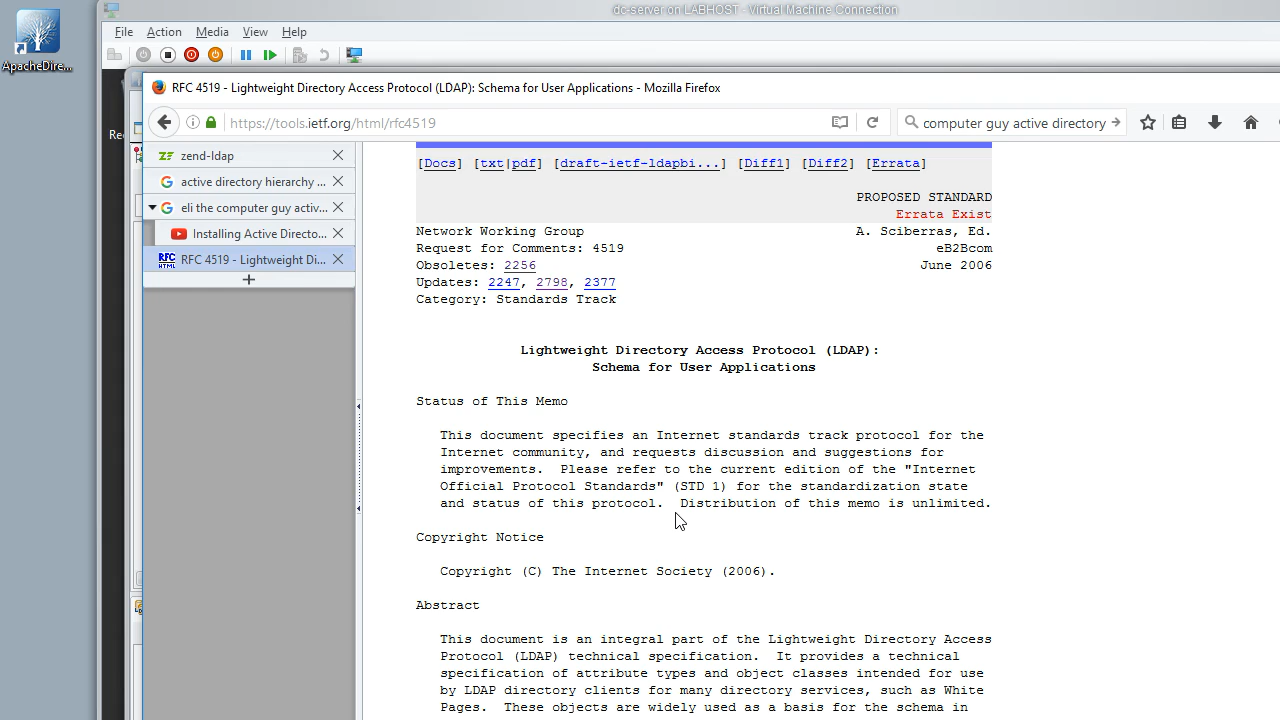 dc-server on LABHOST - Virtual Machine Connection
File Action Media View Help
ApacheDire...
RFC 4519 - Lightweight Directory Access Protocol (LDAP): Schema for User Applications - Mozilla Firefox
https://tools.ietf.org/html/rfc4519
computer guy active directory
zend-ldap
active directory hierarchy ...
eli the computer guy activ...
Installing Active Directo...
RFC 4519 - Lightweight Di...
[Docs] [txt|pdf] [draft-ietf-ldapbi...] [Diff1] [Diff2] [Errata]
PROPOSED STANDARD
Errata Exist
Network Working Group A. Sciberras, Ed.
Request for Comments: 4519 eB2Bcom
Obsoletes: 2256 June 2006
Updates: 2247, 2798, 2377
Category: Standards Track
Lightweight Directory Access Protocol (LDAP):
Schema for User Applications
Status of This Memo
This document specifies an Internet standards track protocol for the
Internet community, and requests discussion and suggestions for
improvements. Please refer to the current edition of the "Internet
Official Protocol Standards" (STD 1) for the standardization state
and status of this protocol. Distribution of this memo is unlimited.
Copyright Notice
Copyright (C) The Internet Society (2006).
Abstract
This document is an integral part of the Lightweight Directory Access
Protocol (LDAP) technical specification. It provides a technical
specification of attribute types and object classes intended for use
by LDAP directory clients for many directory services, such as White
Pages. These objects are widely used as a basis for the schema in